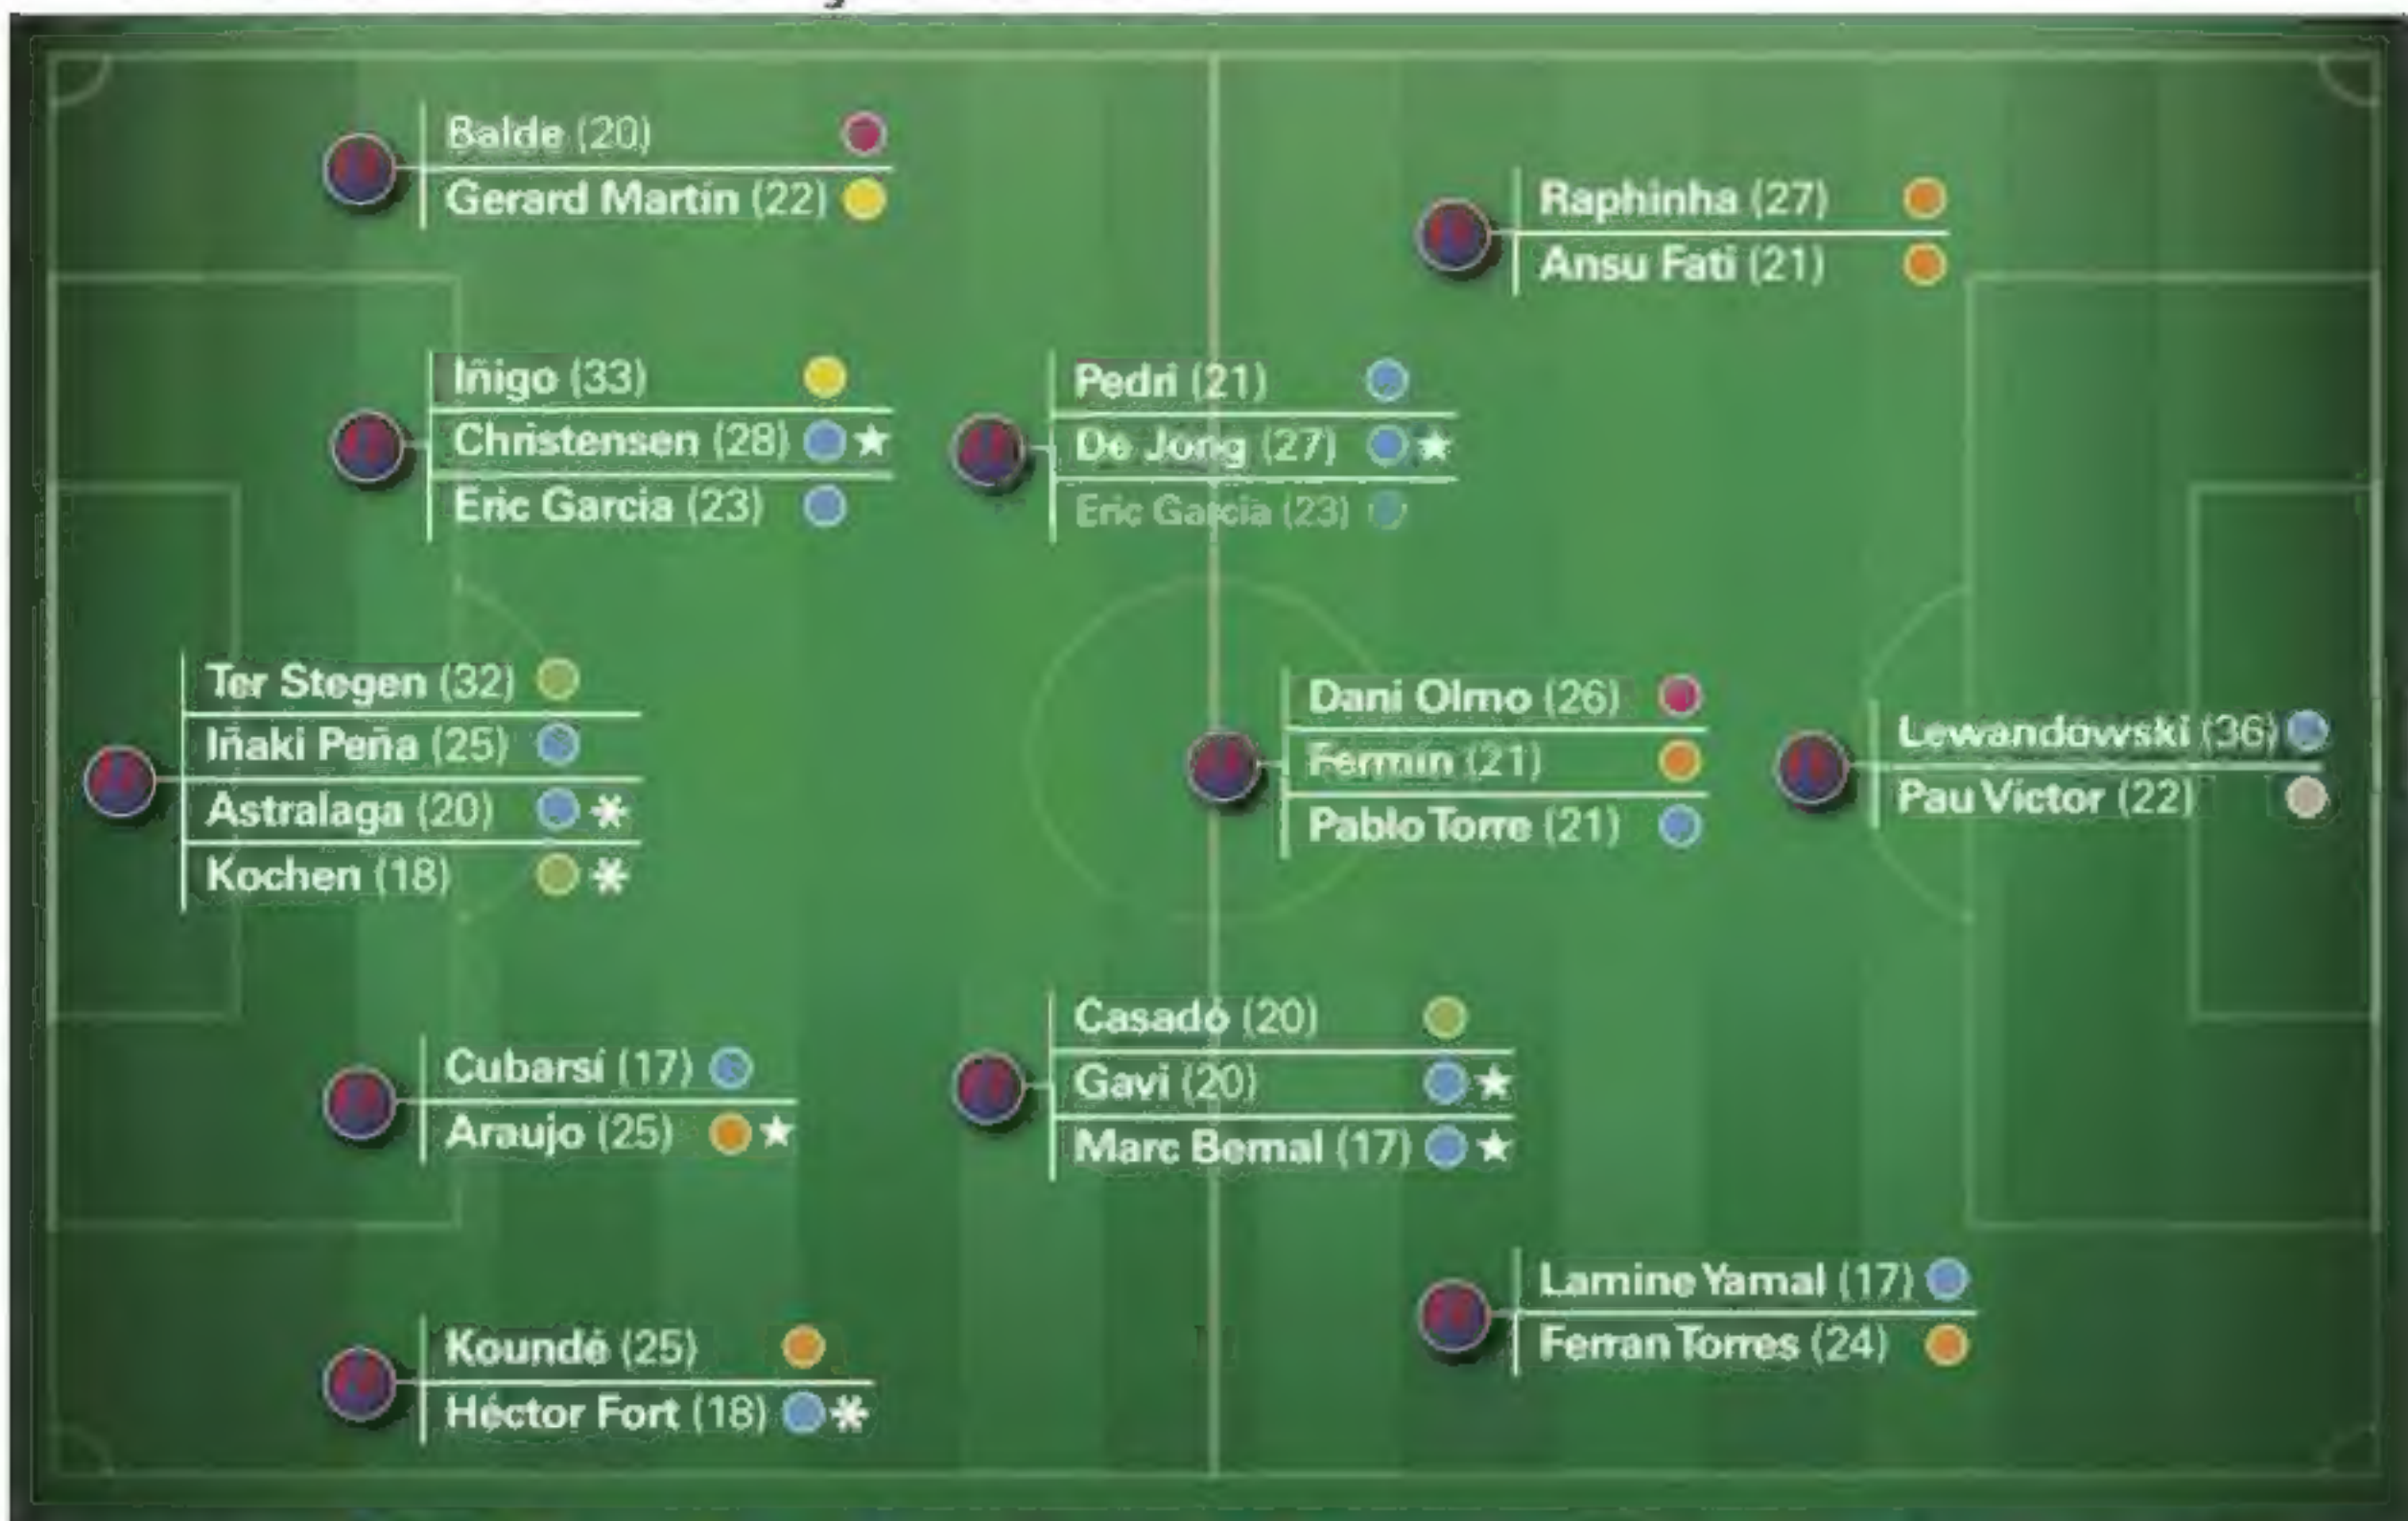 Balde (20)
Gerard Martín (22)
Raphinha (27)
Ansu Fati (21)
Iñigo (33)
Christensen (28)
Eric Garcia (23)
Pedri (21)
De Jong (27)
Eric Garcia (23)
Ter Stegen (32)
Iñaki Peña (25)
Astralaga (20)
Kochen (18)
Dani Olmo (26)
Fermín (21)
Pablo Torre (21)
Lewandowski (36)
Pau Víctor (22)
Cubarsí (17)
Araujo (25)
Casadó (20)
Gavi (20)
Marc Bernal (17)
Koundé (25)
Héctor Fort (18)
Lamine Yamal (17)
Ferran Torres (24)